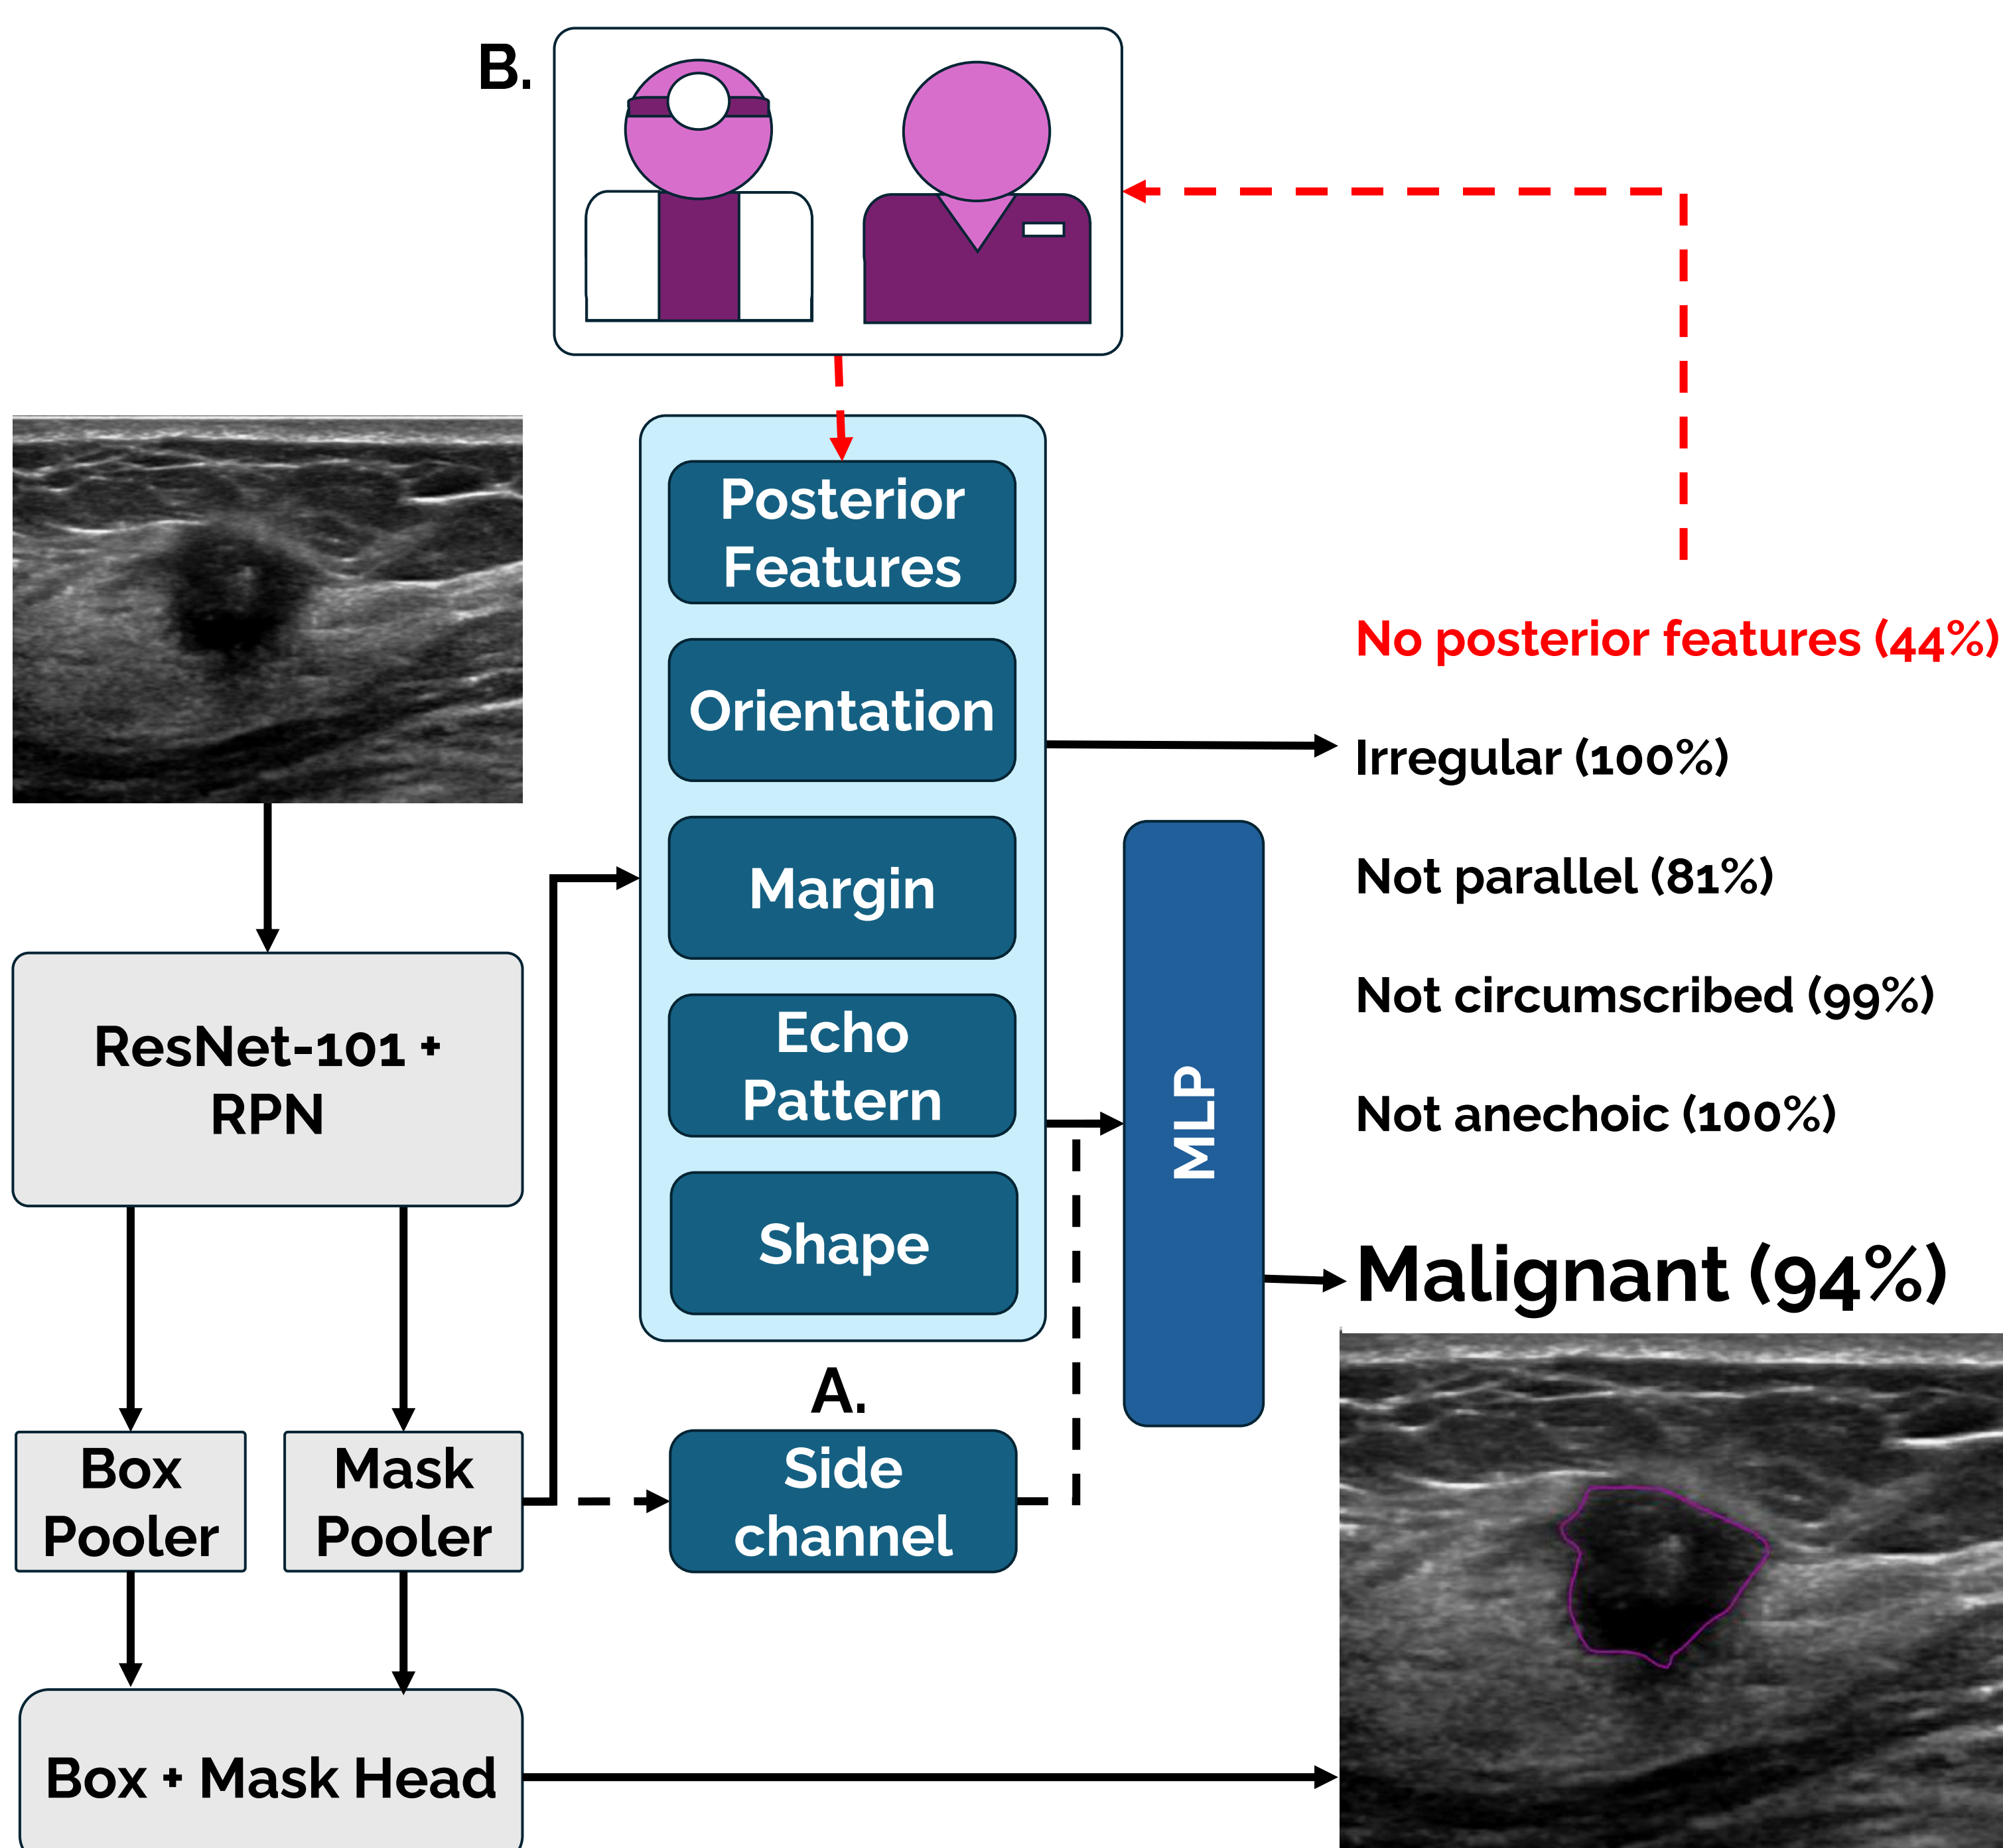 B.
Posterior
Features
Orientation
Margin
Echo
Pattern
Shape
A.
Side
channel
ResNet-101 +
RPN
Box
Pooler
Mask
Pooler
Box + Mask Head
MLP
No posterior features (44%)
Irregular (100%)
Not parallel (81%)
Not circumscribed (99%)
Not anechoic (100%)
Malignant (94%)